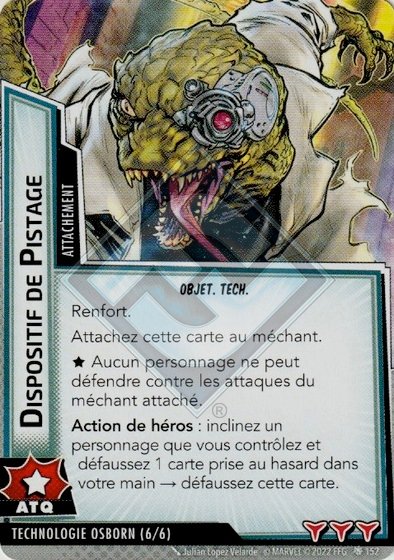 DISPOSITIF DE PISTAGE
ATTACHEMENT
OBJET. TECH.
Renfort.
Attachez cette carte au méchant.
★ Aucun personnage ne peut
défendre contre les attaques du
méchant attaché.
Action de héros : inclinez un
personnage que vous contrôlez et
défaussez 1 carte prise au hasard dans
votre main → défaussez cette carte.
ATQ
TECHNOLOGIE OSBORN (6/6)
Julian Lopez Velarde © MARVEL © 2022 FFG 152